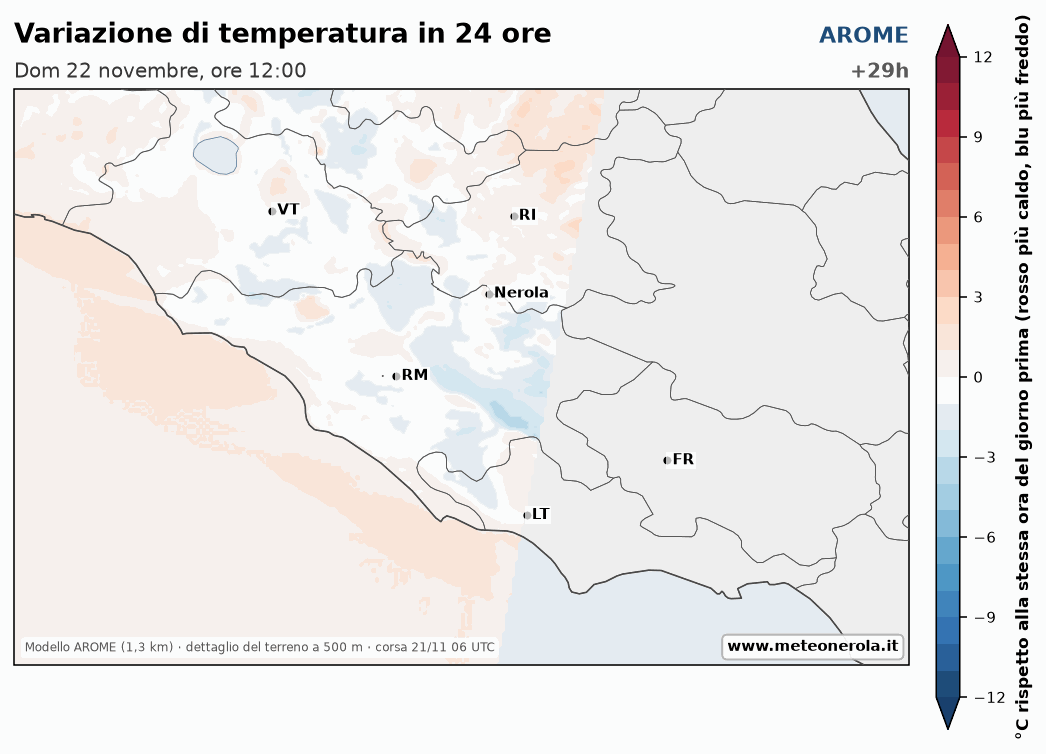 Variazione di temperatura in 24 ore
AROME
Dom 22 novembre, ore 12:00
+29h
VT
RI
Nerola
RM
FR
LT
Modello AROME (1,3 km) · dettaglio del terreno a 500 m · corsa 21/11 06 UTC
www.meteonerola.it
12
9
6
3
0
−3
−6
−9
−12
°C rispetto alla stessa ora del giorno prima (rosso più caldo, blu più freddo)